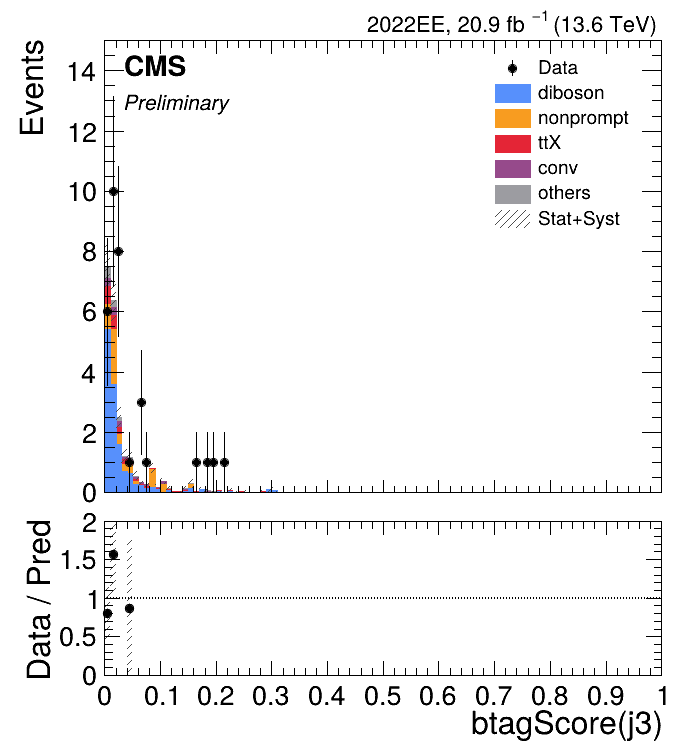 2022EE, 20.9 fb ⁻¹ (13.6 TeV)
CMS
Preliminary
Events
14
12
10
8
6
4
2
0
Data
diboson
nonprompt
ttX
conv
others
Stat+Syst
Data / Pred
2
1.5
1
0.5
0
0 0.1 0.2 0.3 0.4 0.5 0.6 0.7 0.8 0.9 1
btagScore(j3)